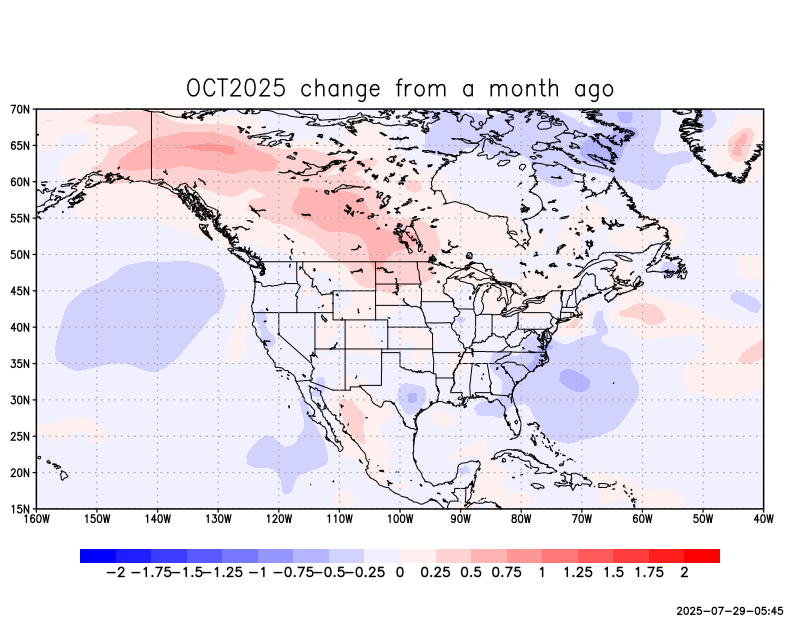 OCT2025 change from a month ago
70N
65N
60N
55N
50N
45N
40N
35N
30N
25N
20N
15N
160W 150W 140W 130W 120W 110W 100W 90W 80W 70W 60W 50W 40W
−2 −1.75 −1.5 −1.25 −1 −0.75 −0.5 −0.25 0 0.25 0.5 0.75 1 1.25 1.5 1.75 2
2025−07−29−05:45